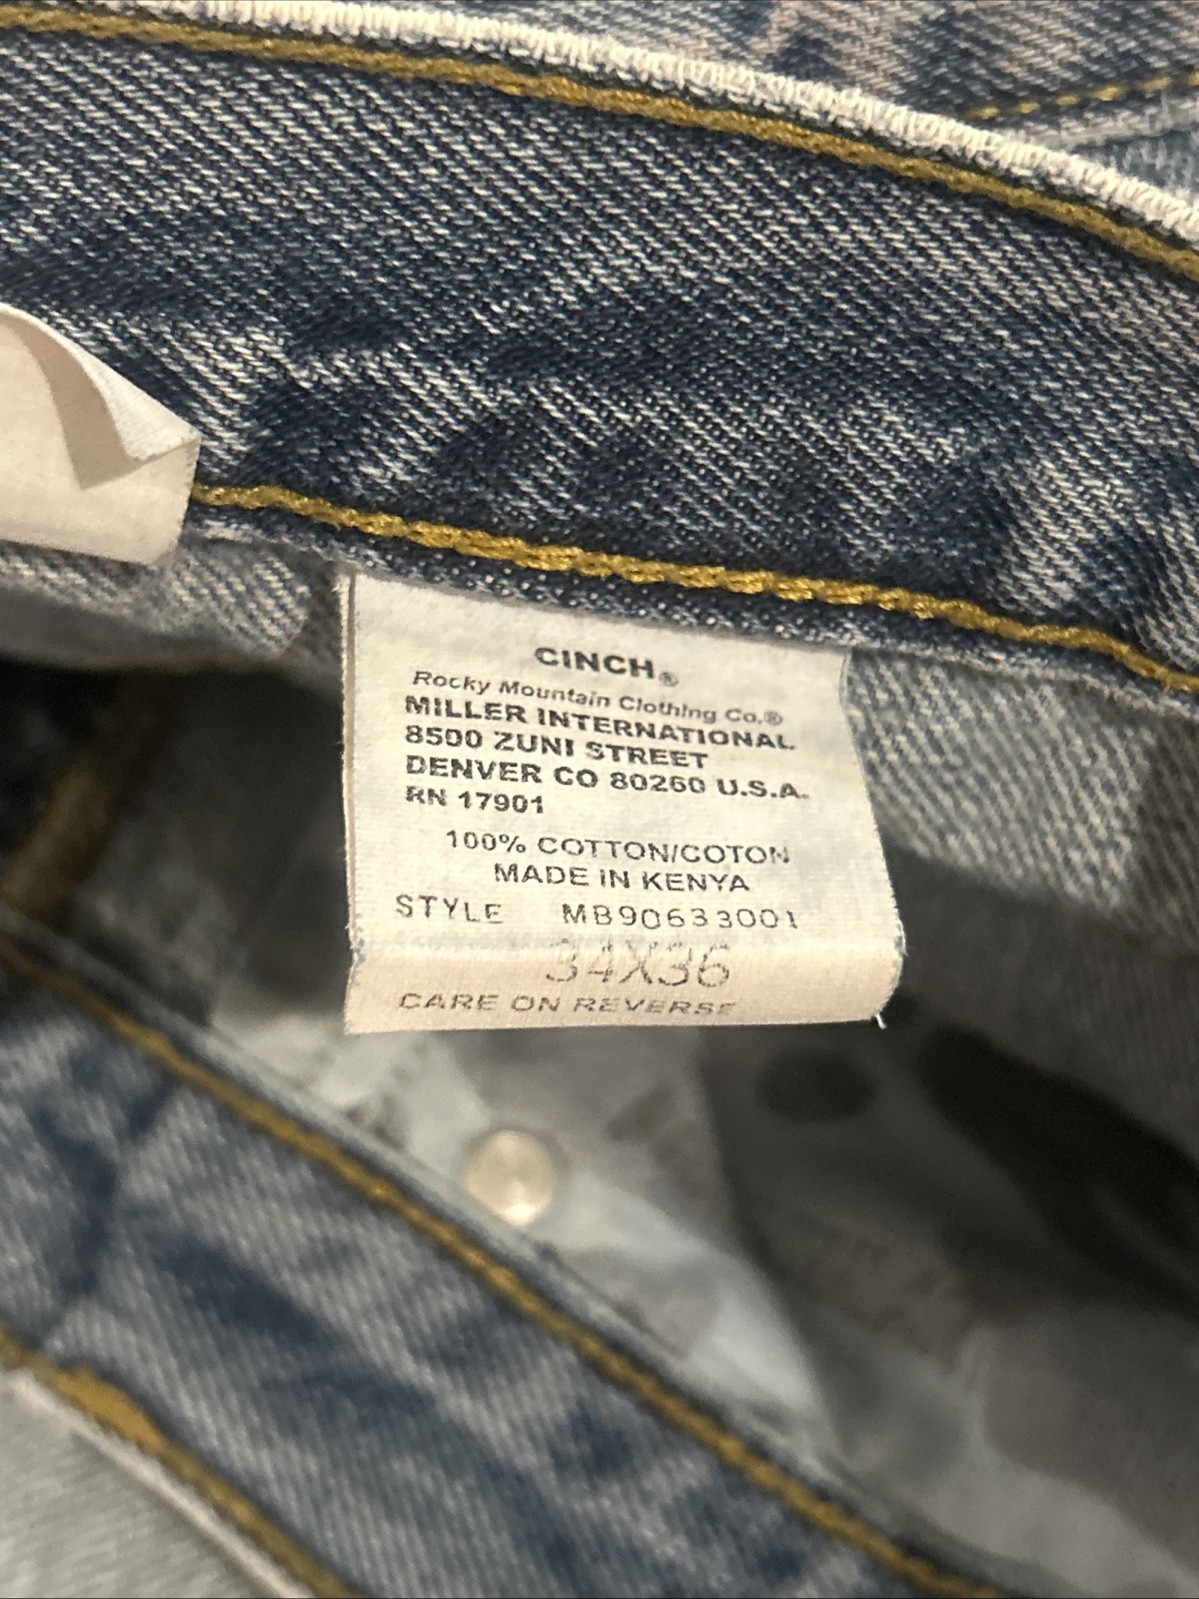 CINCH®
Rocky Mountain Clothing Co.®
MILLER INTERNATIONAL
8500 ZUNI STREET
DENVER CO 80260 U.S.A.
RN 17901
100% COTTON/COTON
MADE IN KENYA
STYLE MB90633001
34X36
CARE ON REVERSE